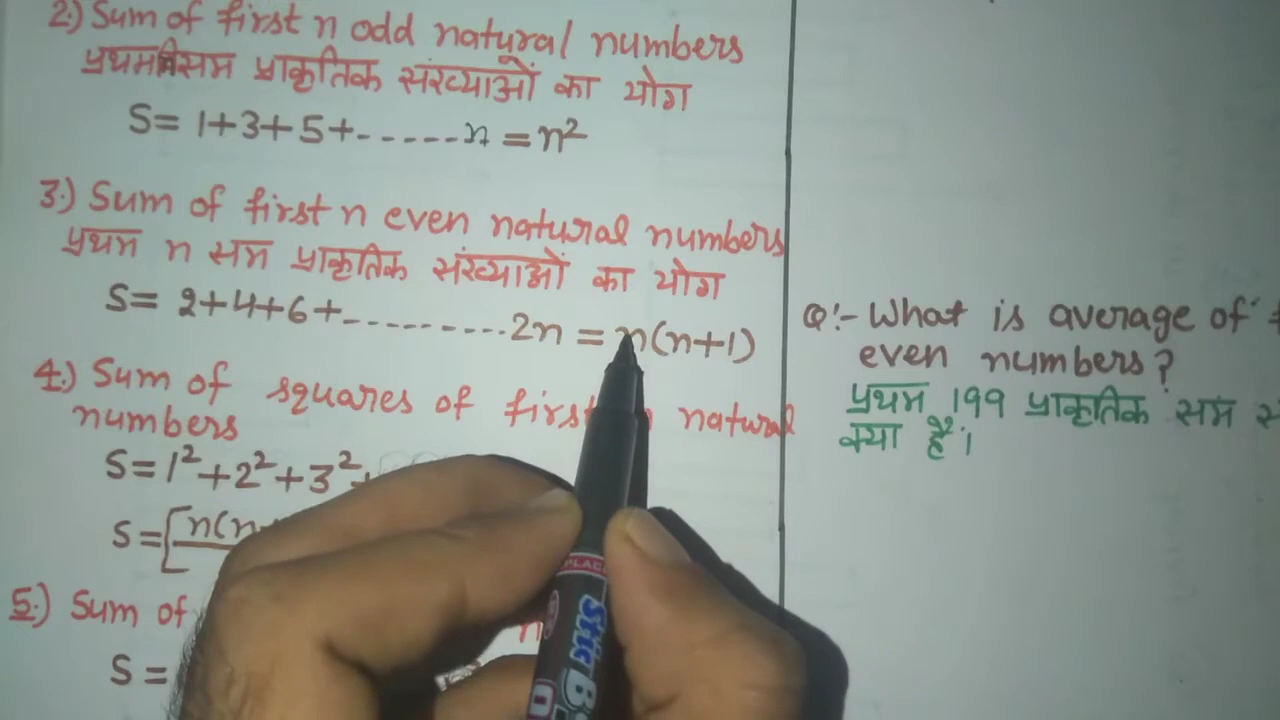 2.) Sum of first n odd natural numbers
प्रथम विसम प्राकृतिक संख्याओं का योग
S= 1+3+5+------n = n²
3.) Sum of first n even natural numbers
प्रथम n सम प्राकृतिक संख्याओं का योग
S= 2+4+6+----------2n = n(n+1)
4.) Sum of squares of first natural
numbers
S= 1²+2²+3²+
S=[n(n
5.) Sum of
S =
Q:- What is average of
even numbers?
प्रथम 199 प्राकृतिक सम
क्या है।